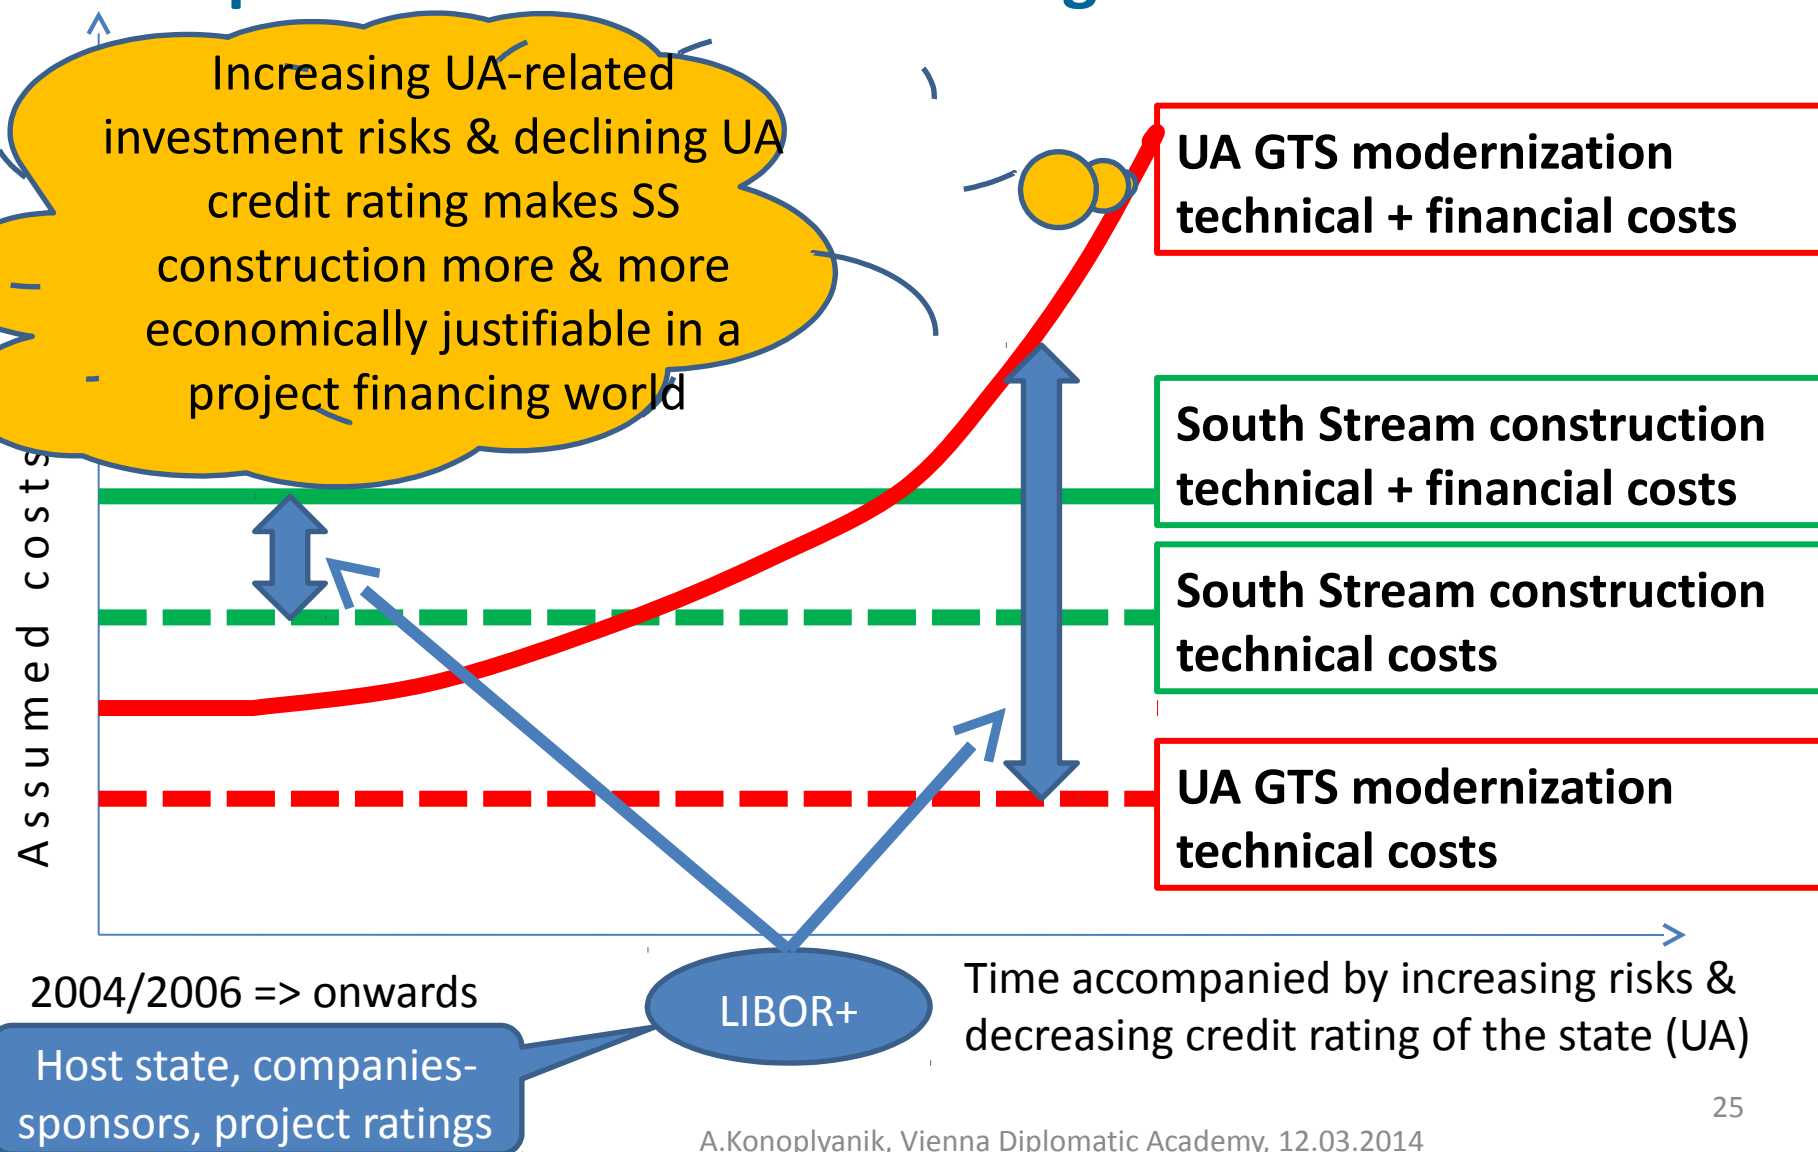 Increasing UA-related
investment risks & declining UA
credit rating makes SS
construction more & more
economically justifiable in a
project financing world
UA GTS modernization
technical + financial costs
South Stream construction
technical + financial costs
South Stream construction
technical costs
UA GTS modernization
technical costs
Assumed costs
2004/2006 => onwards
LIBOR+
Time accompanied by increasing risks &
decreasing credit rating of the state (UA)
Host state, companies-
sponsors, project ratings
25
A.Konoplyanik, Vienna Diplomatic Academy, 12.03.2014